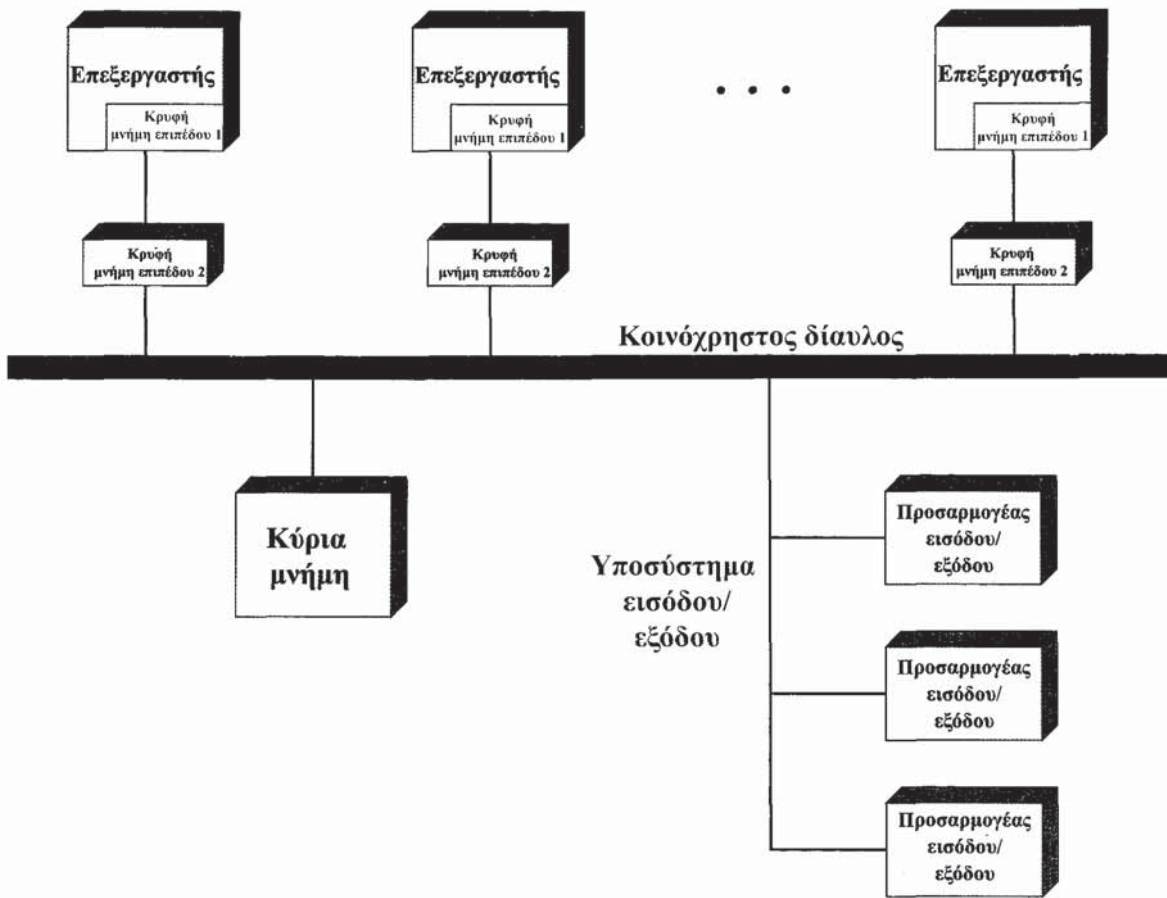 Επεξεργαστής
Κρυφή
μνήμη επιπέδου 1
Επεξεργαστής
Κρυφή
μνήμη επιπέδου 1
. . .
Επεξεργαστής
Κρυφή
μνήμη επιπέδου 1
Κρυφή
μνήμη επιπέδου 2
Κρυφή
μνήμη επιπέδου 2
Κρυφή
μνήμη επιπέδου 2
Κοινόχρηστος δίαυλος
Κύρια
μνήμη
Υποσύστημα
εισόδου/
εξόδου
Προσαρμογέας
εισόδου/
εξόδου
Προσαρμογέας
εισόδου/
εξόδου
Προσαρμογέας
εισόδου/
εξόδου